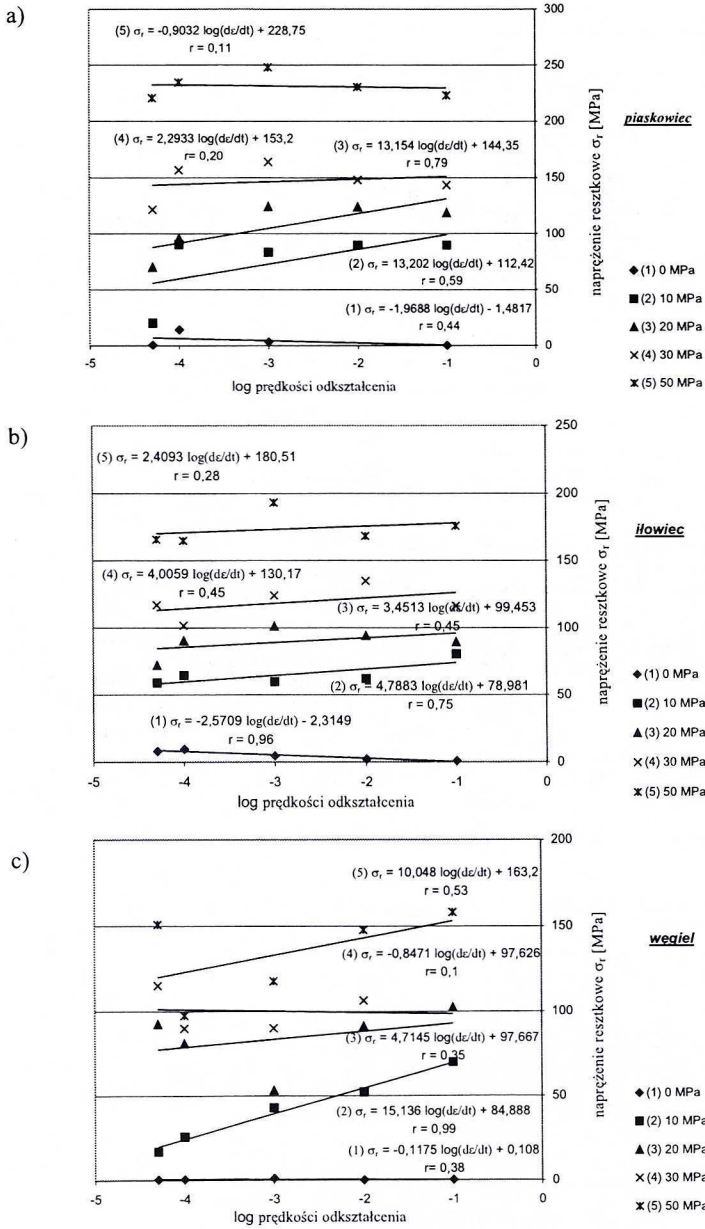 a)
300
250
200
150
100
50
0
(5) σr = -0,9032 log(dε/dt) + 228,75
r = 0,11
(4) σr = 2,2933 log(dε/dt) + 153,2
r= 0,20
(3) σr = 13,154 log(dε/dt) + 144,35
r = 0,79
(2) σr = 13,202 log(dε/dt) + 112,42
r = 0,59
(1) σr = -1,9688 log(dε/dt) - 1,4817
r = 0,44
-5 -4 -3 -2 -1 0
log prędkości odkształcenia
naprężenie resztkowe σr [MPa]
piaskowiec
(1) 0 MPa
(2) 10 MPa
(3) 20 MPa
(4) 30 MPa
(5) 50 MPa
b)
250
200
150
100
50
0
(5) σr = 2,4093 log(dε/dt) + 180,51
r = 0,28
(4) σr = 4,0059 log(dε/dt) + 130,17
r = 0,45
(3) σr = 3,4513 log(dε/dt) + 99,453
r = 0,45
(2) σr = 4,7883 log(dε/dt) + 78,981
r = 0,75
(1) σr = -2,5709 log(dε/dt) - 2,3149
r = 0,96
-5 -4 -3 -2 -1 0
log prędkości odkształcenia
naprężenie resztkowe σr [MPa]
iłowiec
(1) 0 MPa
(2) 10 MPa
(3) 20 MPa
(4) 30 MPa
(5) 50 MPa
c)
200
150
100
50
0
(5) σr = 10,048 log(dε/dt) + 163,2
r = 0,53
(4) σr = -0,8471 log(dε/dt) + 97,626
r= 0,1
(3) σr = 4,7145 log(dε/dt) + 97,667
r = 0,35
(2) σr = 15,136 log(dε/dt) + 84,888
r = 0,99
(1) σr = -0,1175 log(dε/dt) + 0,108
r = 0,38
-5 -4 -3 -2 -1 0
log prędkości odkształcenia
naprężenie resztkowe σr [MPa]
węgiel
(1) 0 MPa
(2) 10 MPa
(3) 20 MPa
(4) 30 MPa
(5) 50 MPa